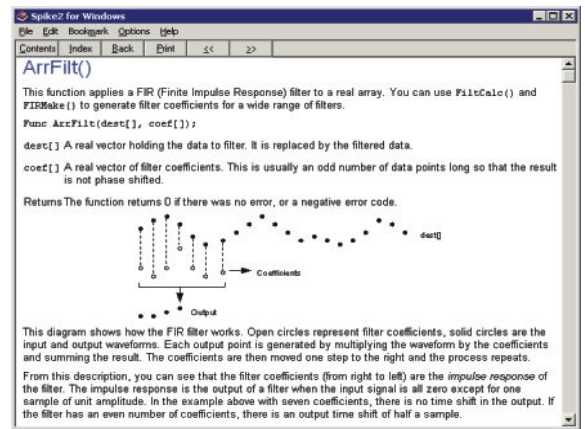 Spike2 for Windows
File Edit Bookmark Options Help
Contents Index Back Print << >>
ArrFilt()
This function applies a FIR (Finite Impulse Response) filter to a real array. You can use FiltCalc() and
FIRMake() to generate filter coefficients for a wide range of filters.
Func ArrFilt(dest[], coef[]);
dest[] A real vector holding the data to filter. It is replaced by the filtered data.
coef[] A real vector of filter coefficients. This is usually an odd number of data points long so that the result
is not phase shifted.
Returns The function returns 0 if there was no error, or a negative error code.
dest[]
Coefficients
Output
This diagram shows how the FIR filter works. Open circles represent filter coefficients, solid circles are the
input and output waveforms. Each output point is generated by multiplying the waveform by the coefficients
and summing the result. The coefficients are then moved one step to the right and the process repeats.
From this description, you can see that the filter coefficients (from right to left) are the impulse response of
the filter. The impulse response is the output of a filter when the input signal is all zero except for one
sample of unit amplitude. In the example above with seven coefficients, there is no time shift in the output. If
the filter has an even number of coefficients, there is an output time shift of half a sample.